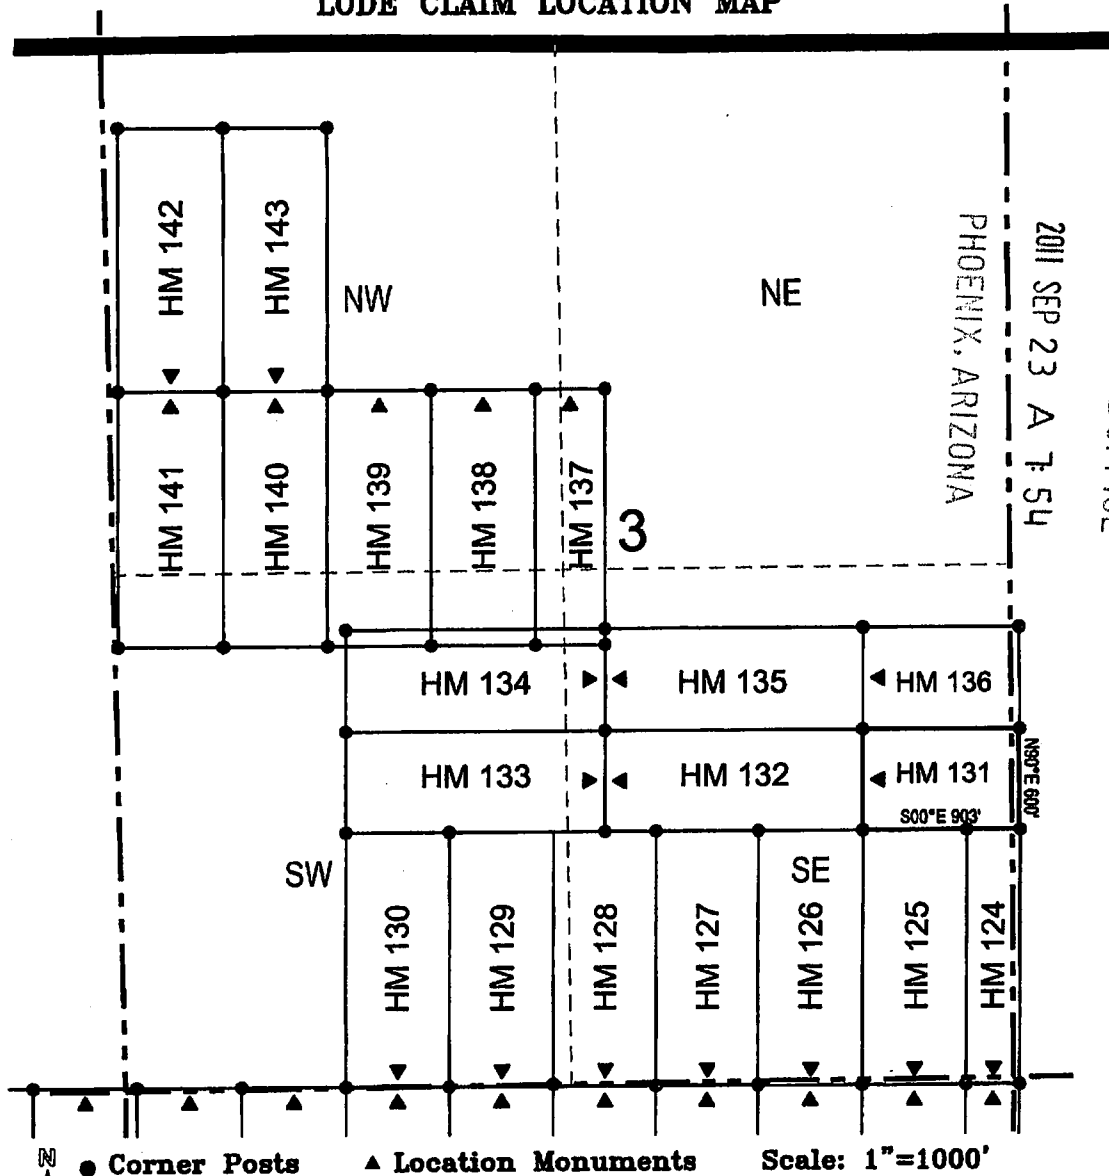 LODE CLAIM LOCATION MAP
HM 142
HM 143
NW
NE
2011 SEP 23 A 7:54
PHOENIX, ARIZONA
HM 141
HM 140
HM 139
HM 138
HM 137
3
HM 134
HM 135
HM 136
HM 133
HM 132
HM 131
N90°E 600'
S00°E 903'
SW
SE
HM 130
HM 129
HM 128
HM 127
HM 126
HM 125
HM 124
N
Corner Posts
Location Monuments
Scale: 1"=1000'